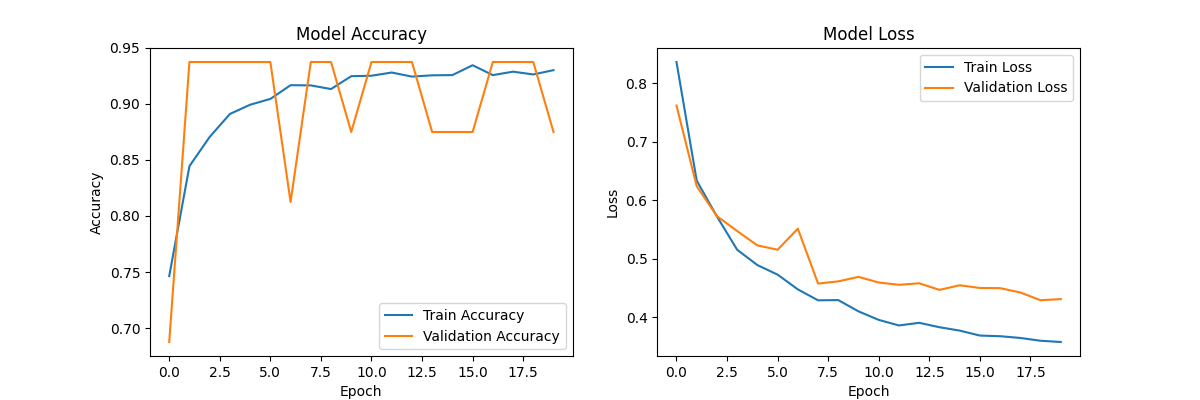 Model Accuracy
0.95
0.90
0.85
0.80
0.75
0.70
Accuracy
0.0 2.5 5.0 7.5 10.0 12.5 15.0 17.5
Epoch
Train Accuracy
Validation Accuracy
Model Loss
0.8
0.7
0.6
0.5
0.4
Loss
0.0 2.5 5.0 7.5 10.0 12.5 15.0 17.5
Epoch
Train Loss
Validation Loss